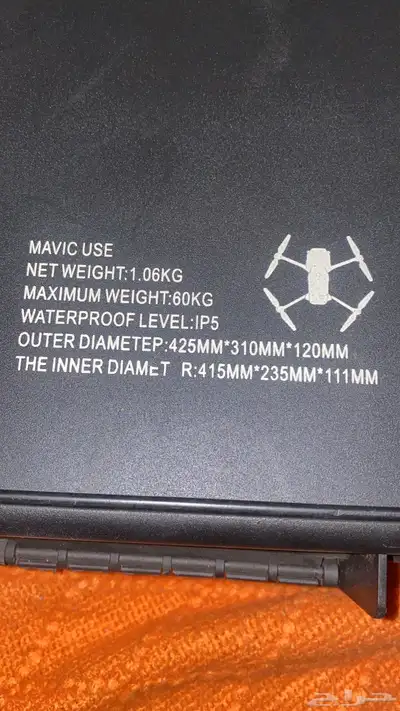 MAVIC USE
NET WEIGHT:1.06KG
MAXIMUM WEIGHT:60KG
WATERPROOF LEVEL:IP5
OUTER DIAMETEP:425MM*310MM*120MM
THE INNER DIAMET R:415MM*235MM*111MM
حراج